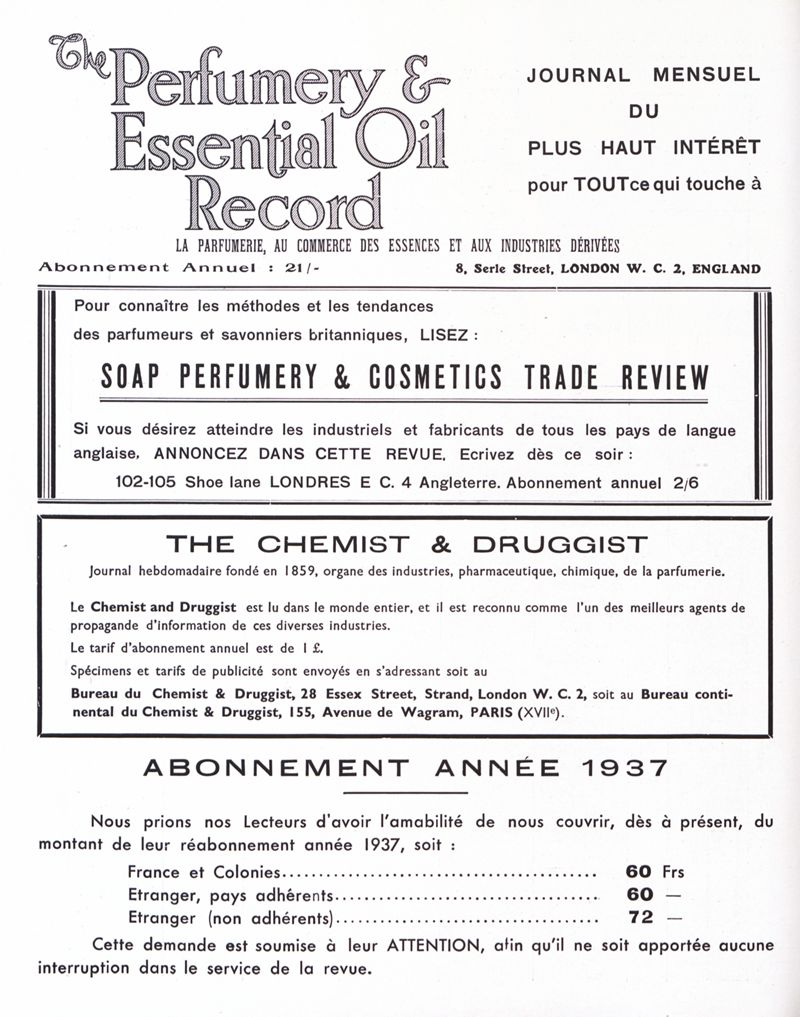 The Perfumery &
Essential Oil
Record
JOURNAL MENSUEL
DU
PLUS HAUT INTÉRÊT
pour TOUT ce qui touche à
LA PARFUMERIE, AU COMMERCE DES ESSENCES ET AUX INDUSTRIES DÉRIVÉES
Abonnement Annuel : 21/-
8, Serle Street, LONDON W. C. 2, ENGLAND
Pour connaître les méthodes et les tendances
des parfumeurs et savonniers britanniques, LISEZ :
SOAP PERFUMERY & COSMETICS TRADE REVIEW
Si vous désirez atteindre les industriels et fabricants de tous les pays de langue
anglaise, ANNONCEZ DANS CETTE REVUE. Ecrivez dès ce soir :
102-105 Shoe lane LONDRES E C. 4 Angleterre. Abonnement annuel 2/6
THE CHEMIST & DRUGGIST
Journal hebdomadaire fondé en 1859, organe des industries, pharmaceutique, chimique, de la parfumerie.
Le Chemist and Druggist est lu dans le monde entier, et il est reconnu comme l'un des meilleurs agents de
propagande d'information de ces diverses industries.
Le tarif d'abonnement annuel est de 1 £.
Spécimens et tarifs de publicité sont envoyés en s'adressant soit au
Bureau du Chemist & Druggist, 28 Essex Street, Strand, London W. C. 2, soit au Bureau conti-
nental du Chemist & Druggist, 155, Avenue de Wagram, PARIS (XVIIe).
ABONNEMENT ANNÉE 1937
Nous prions nos Lecteurs d'avoir l'amabilité de nous couvrir, dès à présent, du
montant de leur réabonnement année 1937, soit :
France et Colonies........................................ 60 Frs
Etranger, pays adhérents.................................. 60 —
Etranger (non adhérents).................................. 72 —
Cette demande est soumise à leur ATTENTION, afin qu'il ne soit apportée aucune
interruption dans le service de la revue.